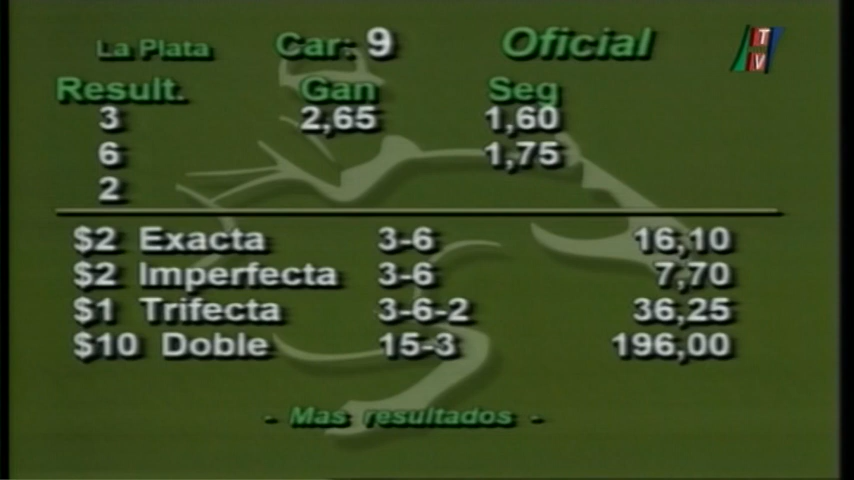 La Plata Car: 9 Oficial
TV
Result. Gan Seg
3 2,65 1,60
6 1,75
2
$2 Exacta 3-6 16,10
$2 Imperfecta 3-6 7,70
$1 Trifecta 3-6-2 36,25
$10 Doble 15-3 196,00
- Mas resultados -